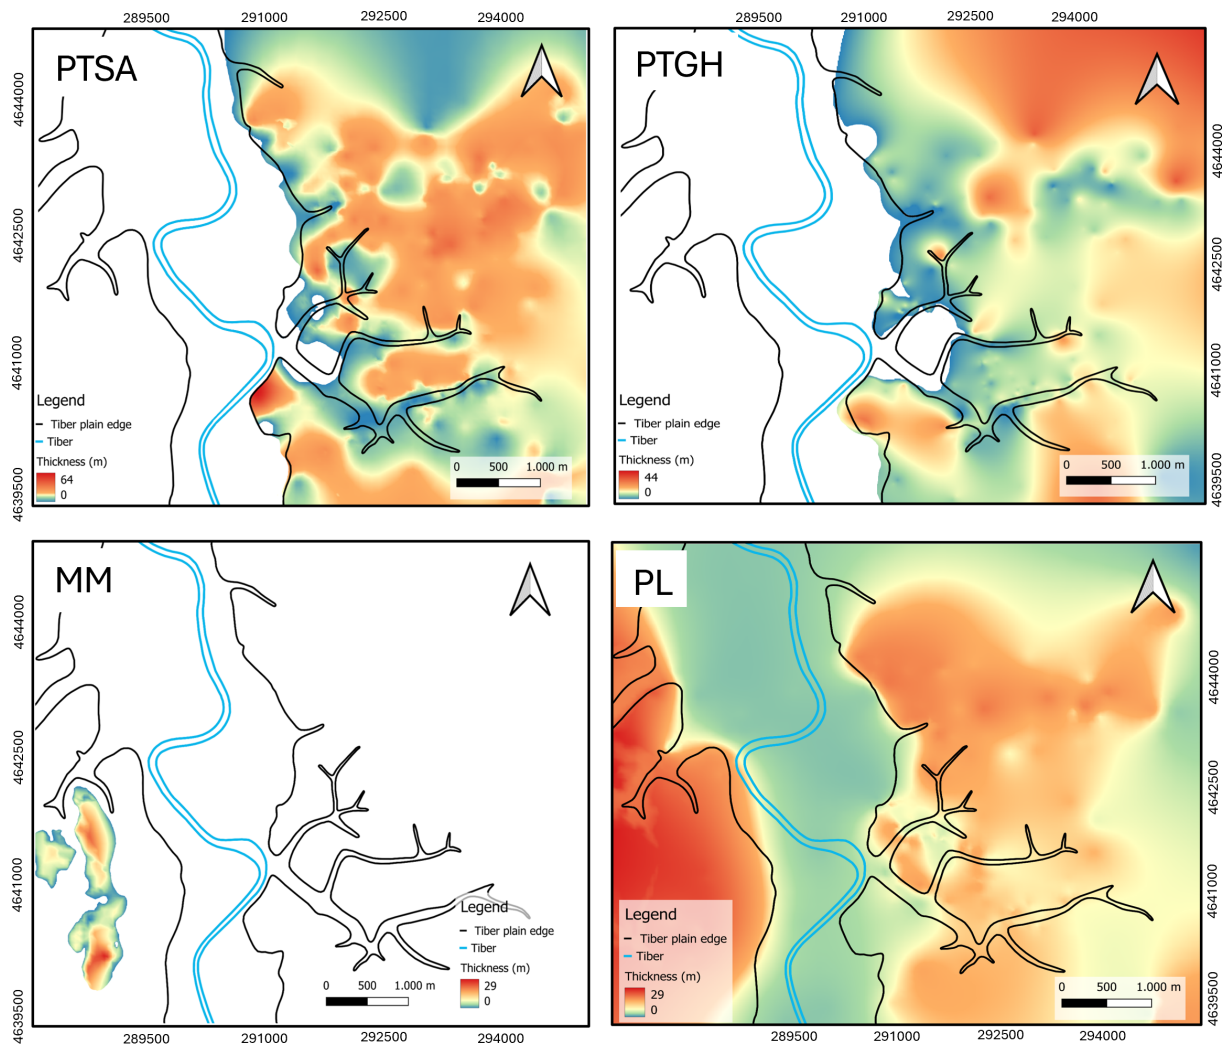 289500 291000 292500 294000
289500 291000 292500 294000
PTSA
4644000
4642500
4641000
4639500
Legend
Tiber plain edge
Tiber
Thickness (m)
64
0
0 500 1.000 m
PTGH
4644000
4642500
4641000
4639500
Legend
Tiber plain edge
Tiber
Thickness (m)
44
0
0 500 1.000 m
MM
4644000
4642500
4641000
4639500
Legend
Tiber plain edge
Tiber
Thickness (m)
29
0
0 500 1.000 m
289500 291000 292500 294000
PL
4644000
4642500
4641000
4639500
Legend
Tiber plain edge
Tiber
Thickness (m)
29
0
0 500 1.000 m
289500 291000 292500 294000